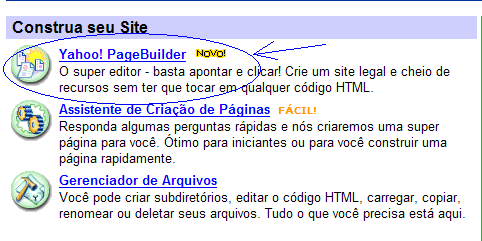 Construa seu Site
Yahoo! PageBuilder NOVO!
O super editor - basta apontar e clicar! Crie um site legal e cheio de
recursos sem ter que tocar em qualquer código HTML.
Assistente de Criação de Páginas FÁCIL!
Responda algumas perguntas rápidas e nós criaremos uma super
página para você. Ótimo para iniciantes ou para você construir uma
página rapidamente.
Gerenciador de Arquivos
Você pode criar subdiretórios, editar o código HTML, carregar, copiar,
renomear ou deletar seus arquivos. Tudo o que você precisa está aqui.